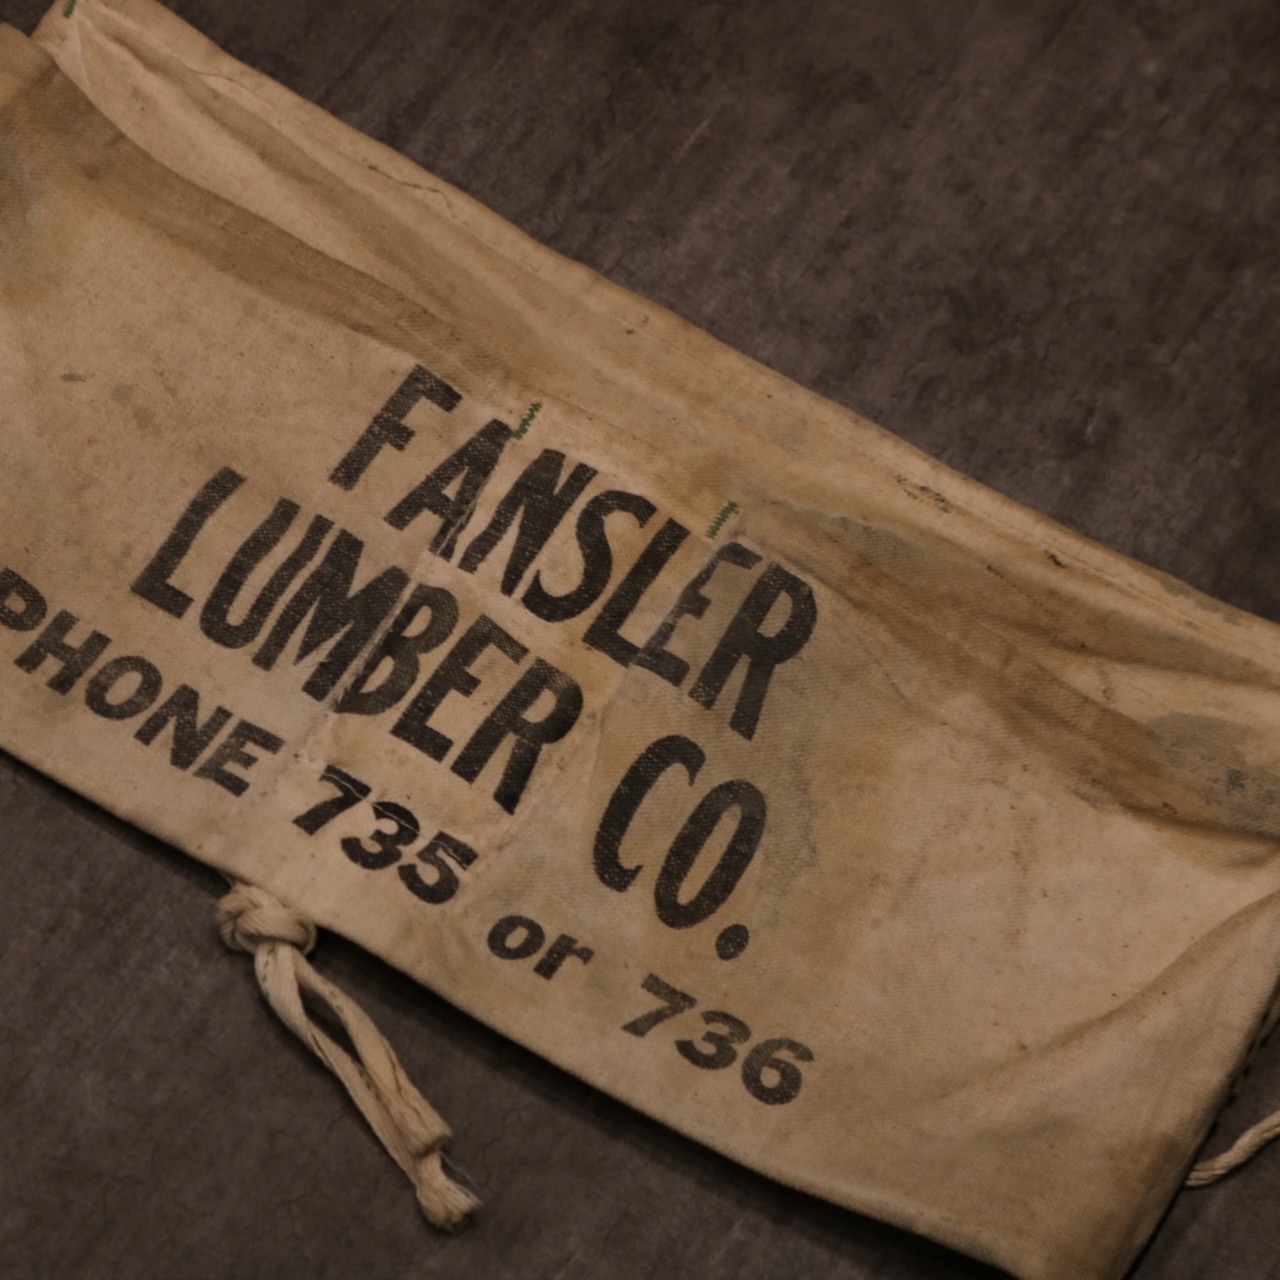 FANSLER
LUMBER CO.
PHONE 735 or 736